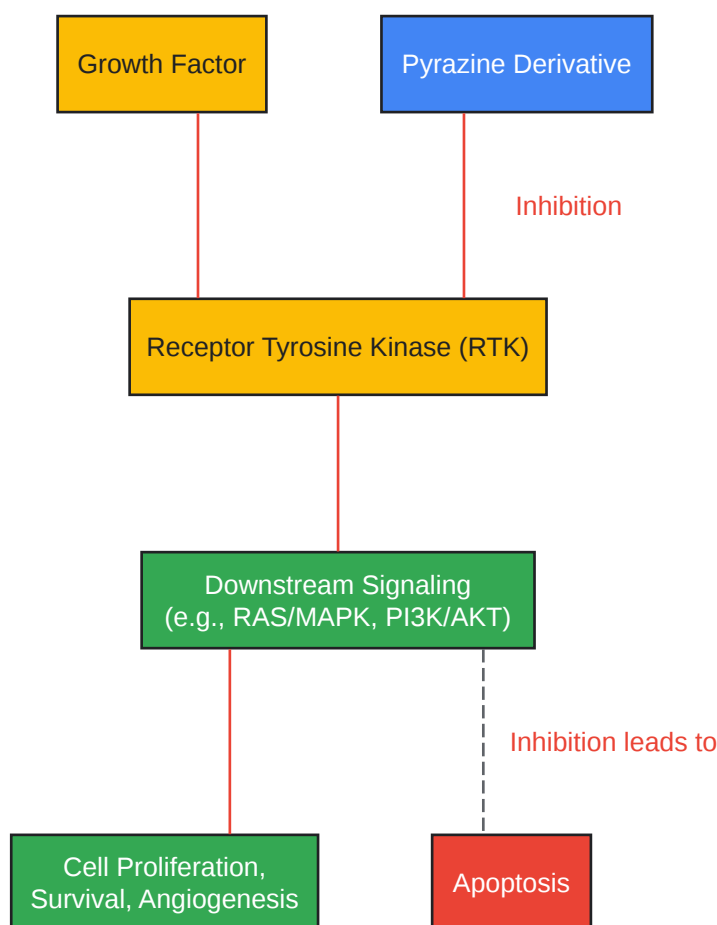 Growth Factor
Pyrazine Derivative
Inhibition
Receptor Tyrosine Kinase (RTK)
Downstream Signaling
(e.g., RAS/MAPK, PI3K/AKT)
Inhibition leads to
Cell Proliferation,
Survival, Angiogenesis
Apoptosis